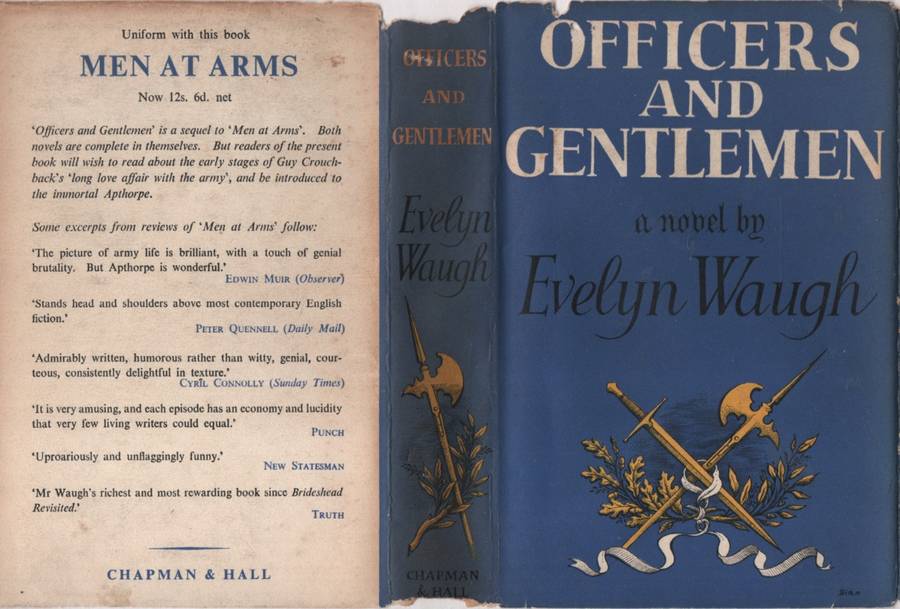 Uniform with this book
MEN AT ARMS
Now 12s. 6d. net
‘Officers and Gentlemen’ is a sequel to ‘Men at Arms’. Both
novels are complete in themselves. But readers of the present
book will wish to read about the early stages of Guy Crouch-
back's ‘long love affair with the army’, and be introduced to
the immortal Apthorpe.
Some excerpts from reviews of ‘Men at Arms’ follow:
‘The picture of army life is brilliant, with a touch of genial
brutality. But Apthorpe is wonderful.’
EDWIN MUIR (Observer)
‘Stands head and shoulders above most contemporary English
fiction.’
PETER QUENNELL (Daily Mail)
‘Admirably written, humorous rather than witty, genial, cour-
teous, consistently delightful in texture.’
CYRIL CONNOLLY (Sunday Times)
‘It is very amusing, and each episode has an economy and lucidity
that very few living writers could equal.’
PUNCH
‘Uproariously and unflaggingly funny.’
NEW STATESMAN
‘Mr Waugh's richest and most rewarding book since Brideshead
Revisited.’
TRUTH
CHAPMAN & HALL
OFFICERS
AND
GENTLEMEN
Evelyn
Waugh
CHAPMAN
& HALL
OFFICERS
AND
GENTLEMEN
a novel by
Evelyn Waugh